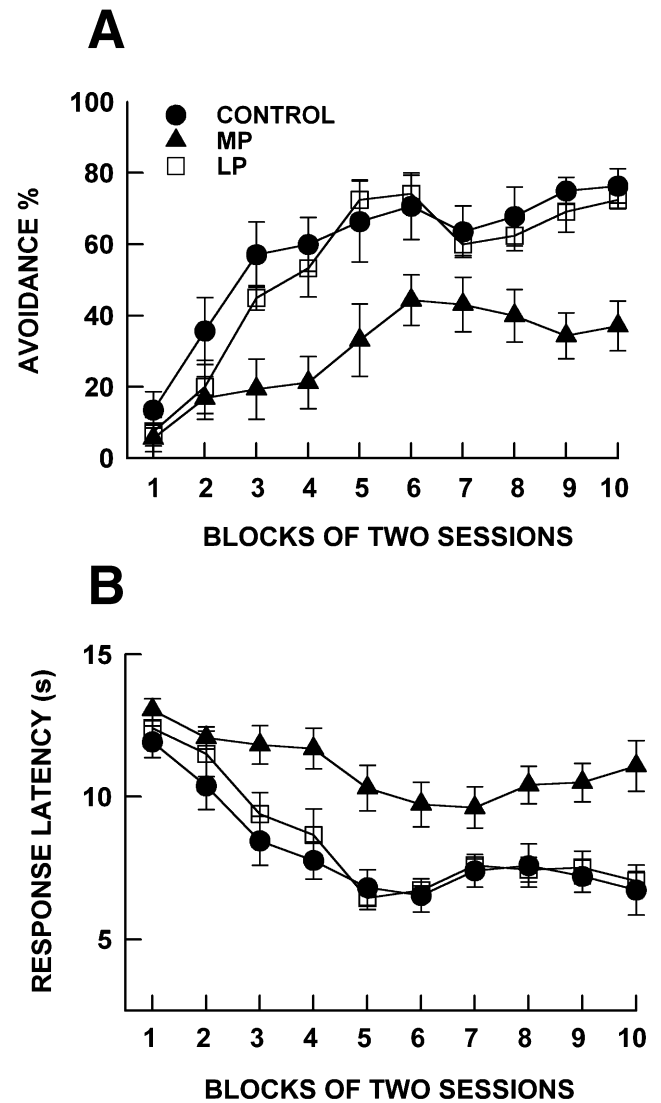 A
100
80
60
40
20
0
AVOIDANCE %
CONTROL
MP
LP
1 2 3 4 5 6 7 8 9 10
BLOCKS OF TWO SESSIONS
B
15
10
5
RESPONSE LATENCY (s)
1 2 3 4 5 6 7 8 9 10
BLOCKS OF TWO SESSIONS